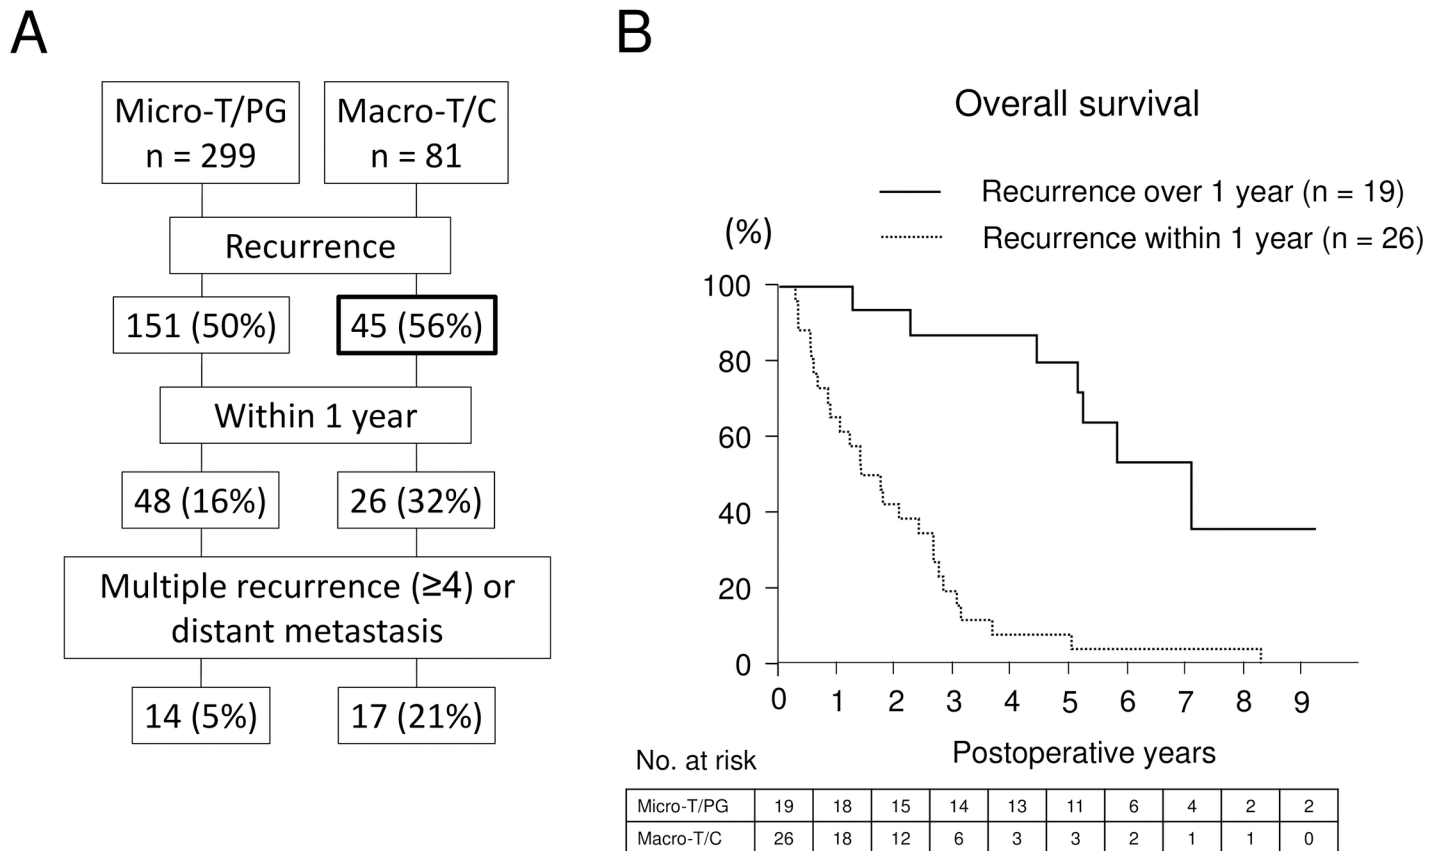 A
Micro-T/PG
n = 299
Macro-T/C
n = 81
Recurrence
151 (50%)
45 (56%)
Within 1 year
48 (16%)
26 (32%)
Multiple recurrence (≥4) or
distant metastasis
14 (5%)
17 (21%)
B
Overall survival
Recurrence over 1 year (n = 19)
Recurrence within 1 year (n = 26)
(%)
100
80
60
40
20
0
0 1 2 3 4 5 6 7 8 9
Postoperative years
No. at risk
Micro-T/PG 19 18 15 14 13 11 6 4 2 2
Macro-T/C 26 18 12 6 3 3 2 1 1 0